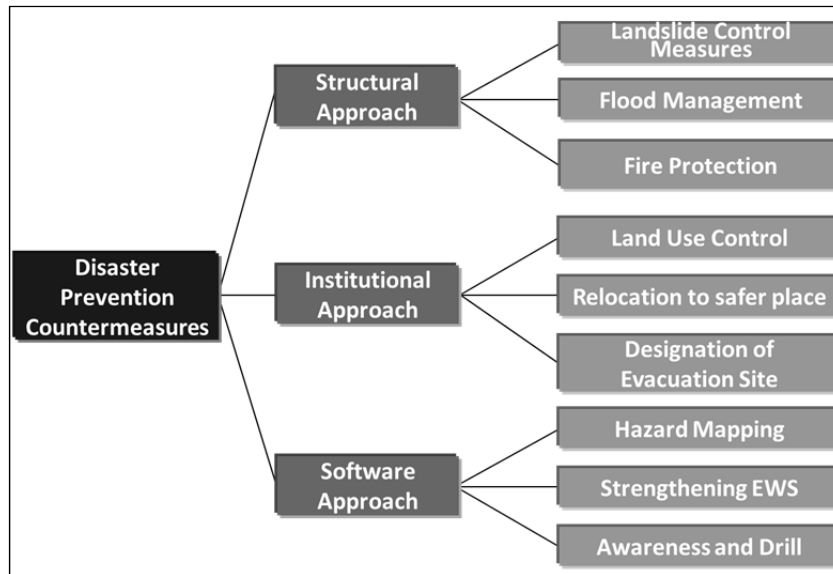 Disaster
Prevention
Countermeasures
Structural
Approach
Landslide Control
Measures
Flood Management
Fire Protection
Institutional
Approach
Land Use Control
Relocation to safer place
Designation of
Evacuation Site
Software
Approach
Hazard Mapping
Strengthening EWS
Awareness and Drill